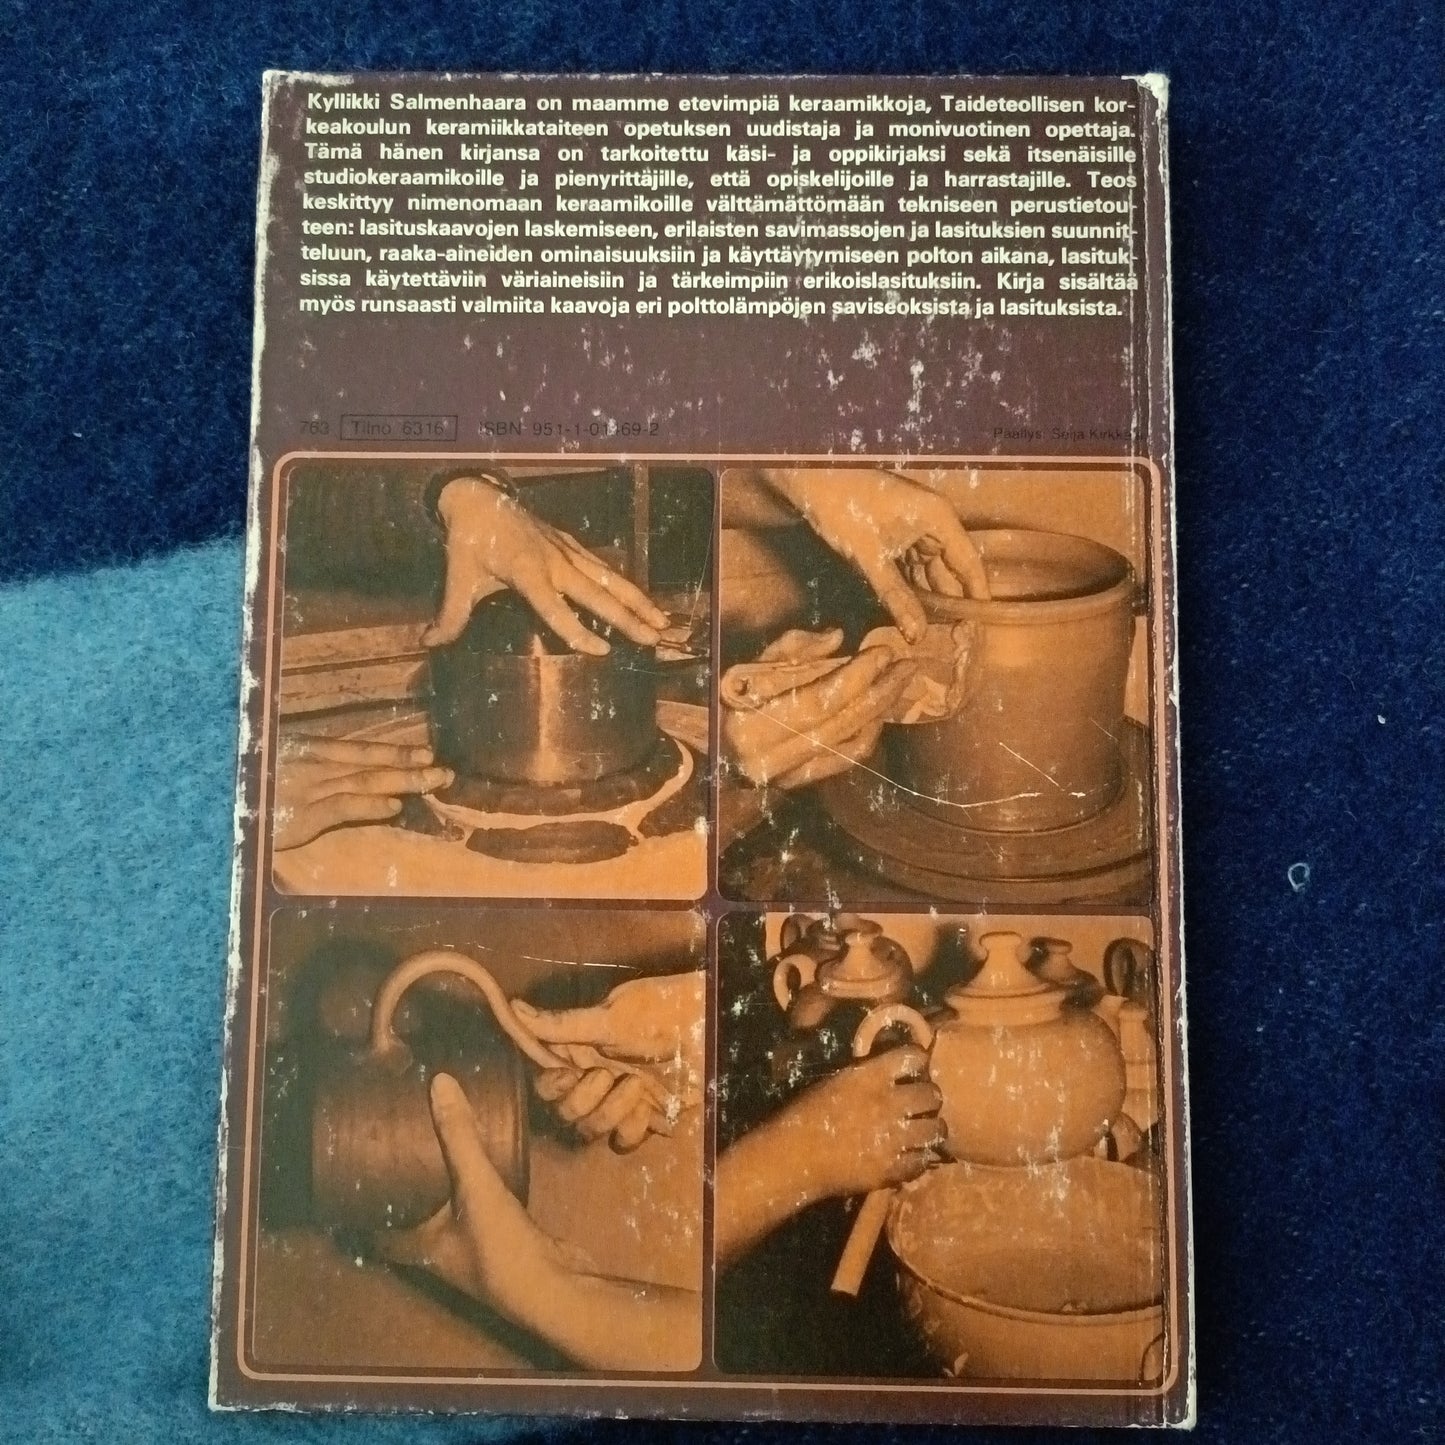 Kyllikki Salmenhaara on maamme etevimpiä keraamikkoja, Taideteollisen kor-
keakoulun keramiikkataiteen opetuksen uudistaja ja monivuotinen opettaja.
Tämä hänen kirjansa on tarkoitettu käsi- ja oppikirjaksi sekä itsenäisille
studiokeraamikoille ja pienyrittäjille, että opiskelijoille ja harrastajille. Teos
keskittyy nimenomaan keraamikoille välttämättömään tekniseen perustietou-
teen: lasituskaavojen laskemiseen, erilaisten savimassojen ja lasituksien suunnit-
teluun, raaka-aineiden ominaisuuksiin ja käyttäytymiseen polton aikana, lasituk-
sissa käytettäviin väriaineisiin ja tärkeimpiin erikoislasituksiin. Kirja sisältää
myös runsaasti valmiita kaavoja eri polttolämpöjen saviseoksista ja lasituksista.
763 Tilno 6316 ISBN
Päällys: Seija